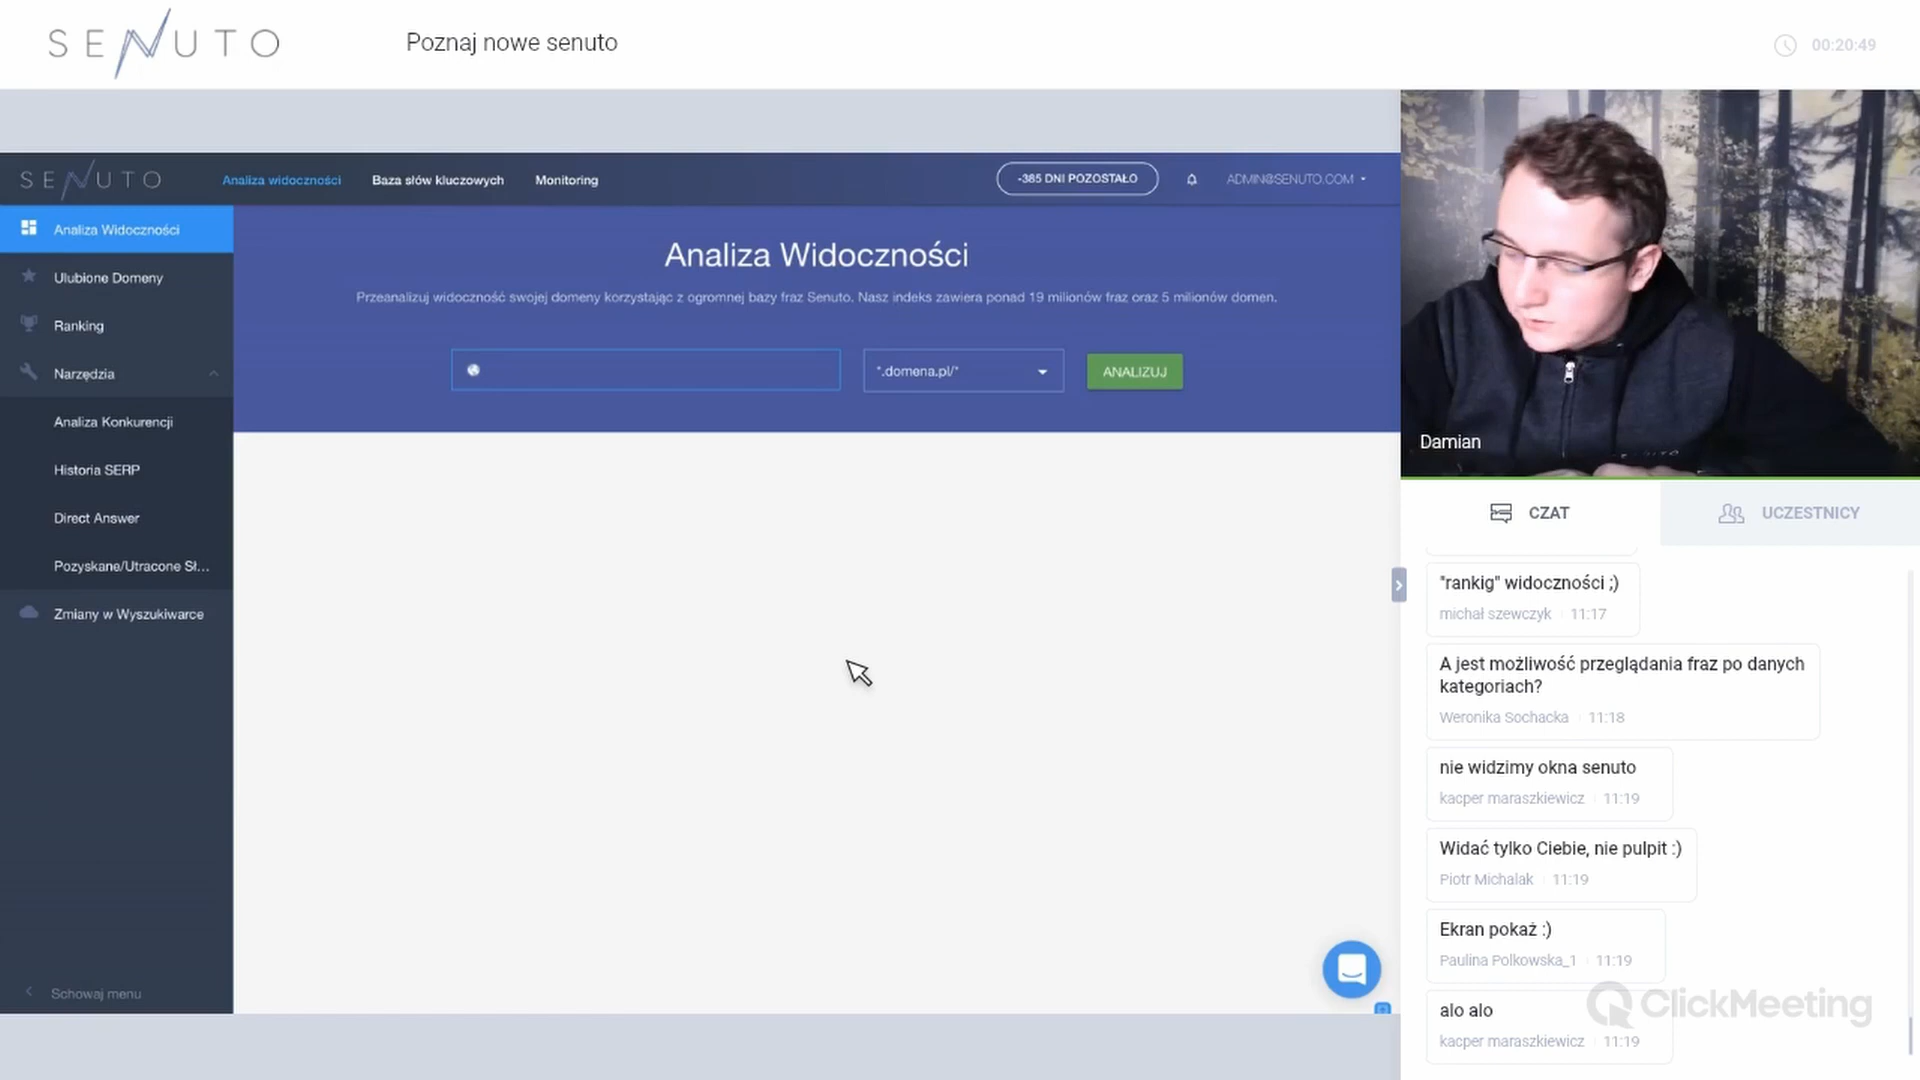 SENUTO
Poznaj nowe senuto
00:20:49
SENUTO
Analiza widoczności
Baza słów kluczowych
Monitoring
-385 DNI POZOSTAŁO
ADMIN@SENUTO.COM
Analiza Widoczności
Ulubione Domeny
Ranking
Narzędzia
Analiza Konkurencji
Historia SERP
Direct Answer
Pozyskane/Utracone Sł...
Zmiany w Wyszukiwarce
Schowaj menu
Analiza Widoczności
Przeanalizuj widoczność swojej domeny korzystając z ogromnej bazy fraz Senuto. Nasz indeks zawiera ponad 19 milionów fraz oraz 5 milionów domen.
*.domena.pl/*
ANALIZUJ
Damian
CZAT
UCZESTNICY
"rankig" widoczności ;)
michał szewczyk 11:17
A jest możliwość przeglądania fraz po danych
kategoriach?
Weronika Sochacka 11:18
nie widzimy okna senuto
kacper maraszkiewicz 11:19
Widać tylko Ciebie, nie pulpit :)
Piotr Michalak 11:19
Ekran pokaż :)
Paulina Polkowska_1 11:19
alo alo
kacper maraszkiewicz 11:19
ClickMeeting